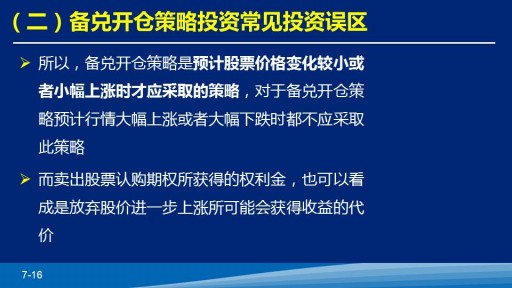 （二）备兑开仓策略投资常见投资误区
所以，备兑开仓策略是预计股票价格变化较小或
者小幅上涨时才应采取的策略，对于备兑开仓策
略预计行情大幅上涨或者大幅下跌时都不应采取
此策略
而卖出股票认购期权所获得的权利金，也可以看
成是放弃股价进一步上涨所可能会获得收益的代
价
7-16